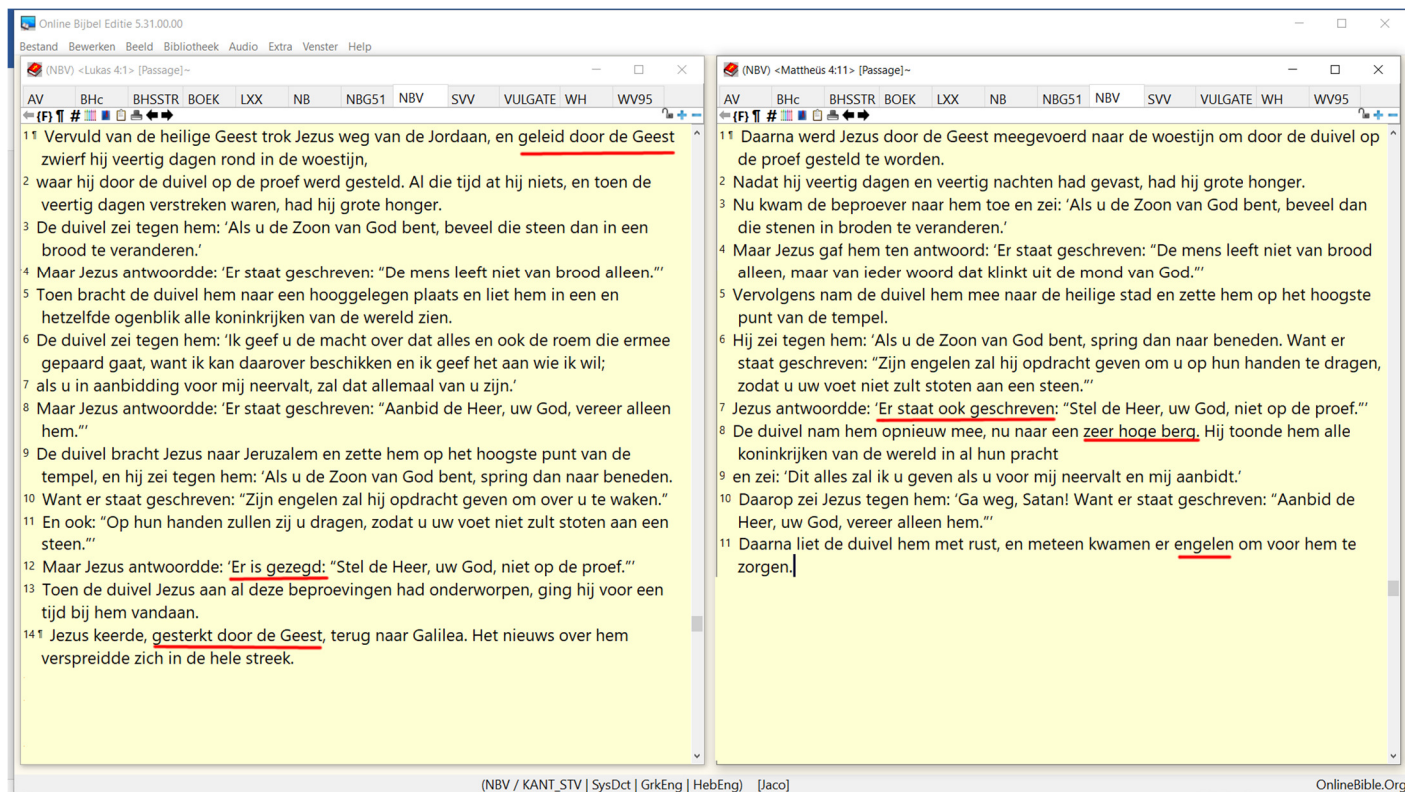 Online Bijbel Editie 5.31.00.00
Bestand Bewerken Beeld Bibliotheek Audio Extra Venster Help
(NBV) <Lukas 4:1> [Passage]~
AV BHc BHSSTR BOEK LXX NB NBG51 NBV SVV VULGATE WH WV95
{F} ¶ #
1 ¶ Vervuld van de heilige Geest trok Jezus weg van de Jordaan, en geleid door de Geest
zwierf hij veertig dagen rond in de woestijn,
2 waar hij door de duivel op de proef werd gesteld. Al die tijd at hij niets, en toen de
veertig dagen verstreken waren, had hij grote honger.
3 De duivel zei tegen hem: ‘Als u de Zoon van God bent, beveel die steen dan in een
brood te veranderen.’
4 Maar Jezus antwoordde: ‘Er staat geschreven: “De mens leeft niet van brood alleen.”’
5 Toen bracht de duivel hem naar een hooggelegen plaats en liet hem in een en
hetzelfde ogenblik alle koninkrijken van de wereld zien.
6 De duivel zei tegen hem: ‘Ik geef u de macht over dat alles en ook de roem die ermee
gepaard gaat, want ik kan daarover beschikken en ik geef het aan wie ik wil;
7 als u in aanbidding voor mij neervalt, zal dat allemaal van u zijn.’
8 Maar Jezus antwoordde: ‘Er staat geschreven: “Aanbid de Heer, uw God, vereer alleen
hem.”’
9 De duivel bracht Jezus naar Jeruzalem en zette hem op het hoogste punt van de
tempel, en hij zei tegen hem: ‘Als u de Zoon van God bent, spring dan naar beneden.
10 Want er staat geschreven: “Zijn engelen zal hij opdracht geven om over u te waken.”
11 En ook: “Op hun handen zullen zij u dragen, zodat u uw voet niet zult stoten aan een
steen.”’
12 Maar Jezus antwoordde: ‘Er is gezegd: “Stel de Heer, uw God, niet op de proef.”’
13 Toen de duivel Jezus aan al deze beproevingen had onderworpen, ging hij voor een
tijd bij hem vandaan.
14 ¶ Jezus keerde, gesterkt door de Geest, terug naar Galilea. Het nieuws over hem
verspreidde zich in de hele streek.
(NBV) <Mattheüs 4:11> [Passage]~
AV BHc BHSSTR BOEK LXX NB NBG51 NBV SVV VULGATE WH WV95
{F} ¶ #
1 ¶ Daarna werd Jezus door de Geest meegevoerd naar de woestijn om door de duivel op
de proef gesteld te worden.
2 Nadat hij veertig dagen en veertig nachten had gevast, had hij grote honger.
3 Nu kwam de beproever naar hem toe en zei: ‘Als u de Zoon van God bent, beveel dan
die stenen in broden te veranderen.’
4 Maar Jezus gaf hem ten antwoord: ‘Er staat geschreven: “De mens leeft niet van brood
alleen, maar van ieder woord dat klinkt uit de mond van God.”’
5 Vervolgens nam de duivel hem mee naar de heilige stad en zette hem op het hoogste
punt van de tempel.
6 Hij zei tegen hem: ‘Als u de Zoon van God bent, spring dan naar beneden. Want er
staat geschreven: “Zijn engelen zal hij opdracht geven om u op hun handen te dragen,
zodat u uw voet niet zult stoten aan een steen.”’
7 Jezus antwoordde: ‘Er staat ook geschreven: “Stel de Heer, uw God, niet op de proef.”’
8 De duivel nam hem opnieuw mee, nu naar een zeer hoge berg. Hij toonde hem alle
koninkrijken van de wereld in al hun pracht
9 en zei: ‘Dit alles zal ik u geven als u voor mij neervalt en mij aanbidt.’
10 Daarop zei Jezus tegen hem: ‘Ga weg, Satan! Want er staat geschreven: “Aanbid de
Heer, uw God, vereer alleen hem.”’
11 Daarna liet de duivel hem met rust, en meteen kwamen er engelen om voor hem te
zorgen.
(NBV / KANT_STV | SysDct | GrkEng | HebEng) [Jaco]
OnlineBible.Org